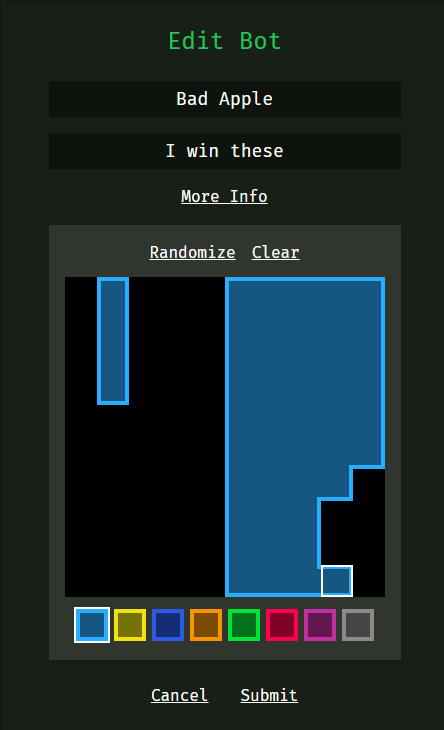 Edit Bot
Bad Apple
I win these
More Info
Randomize Clear
Cancel Submit